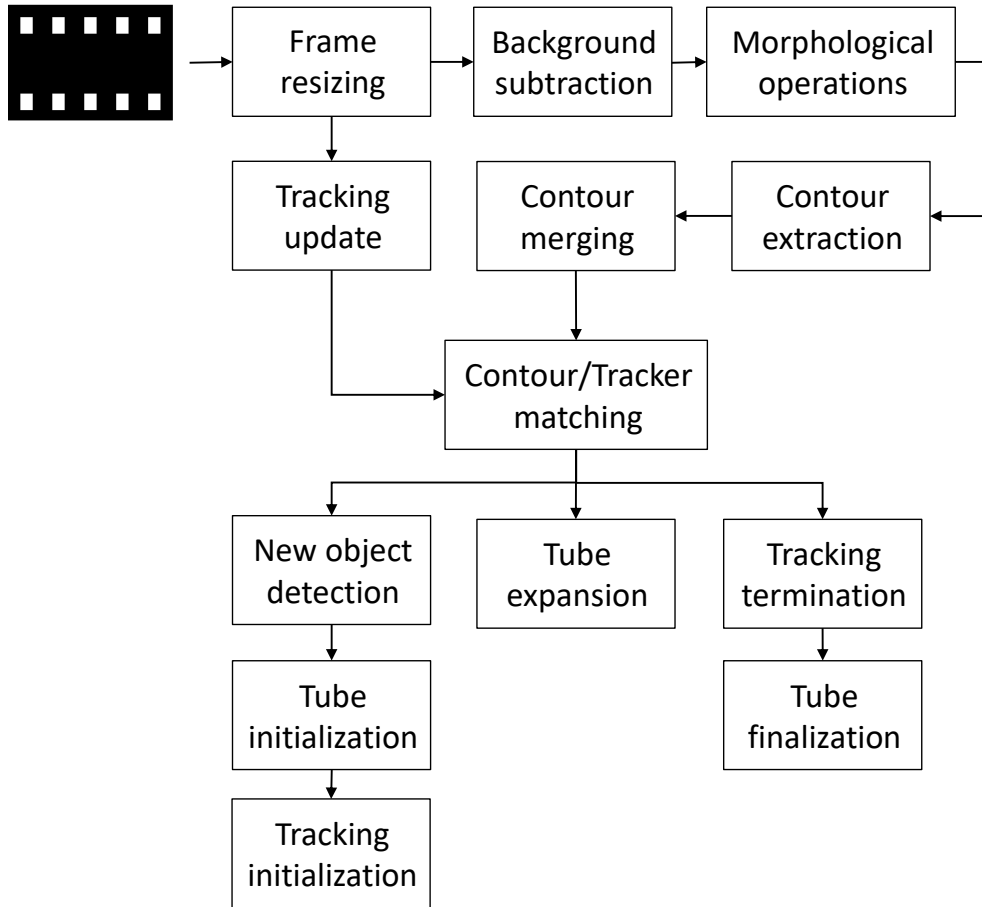 Frame
resizing
Background
subtraction
Morphological
operations
Tracking
update
Contour
merging
Contour
extraction
Contour/Tracker
matching
New object
detection
Tube
expansion
Tracking
termination
Tube
initialization
Tube
finalization
Tracking
initialization